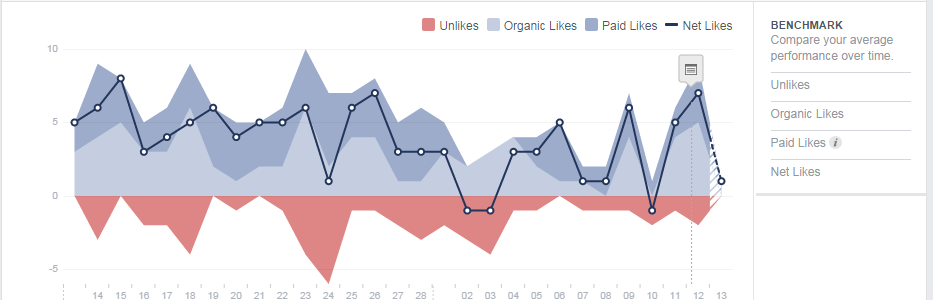 Unlikes Organic Likes Paid Likes Net Likes
10
5
0
-5
14 15 16 17 18 19 20 21 22 23 24 25 26 27 28 02 03 04 05 06 07 08 09 10 11 12 13
BENCHMARK
Compare your average
performance over time.
Unlikes
Organic Likes
Paid Likes i
Net Likes